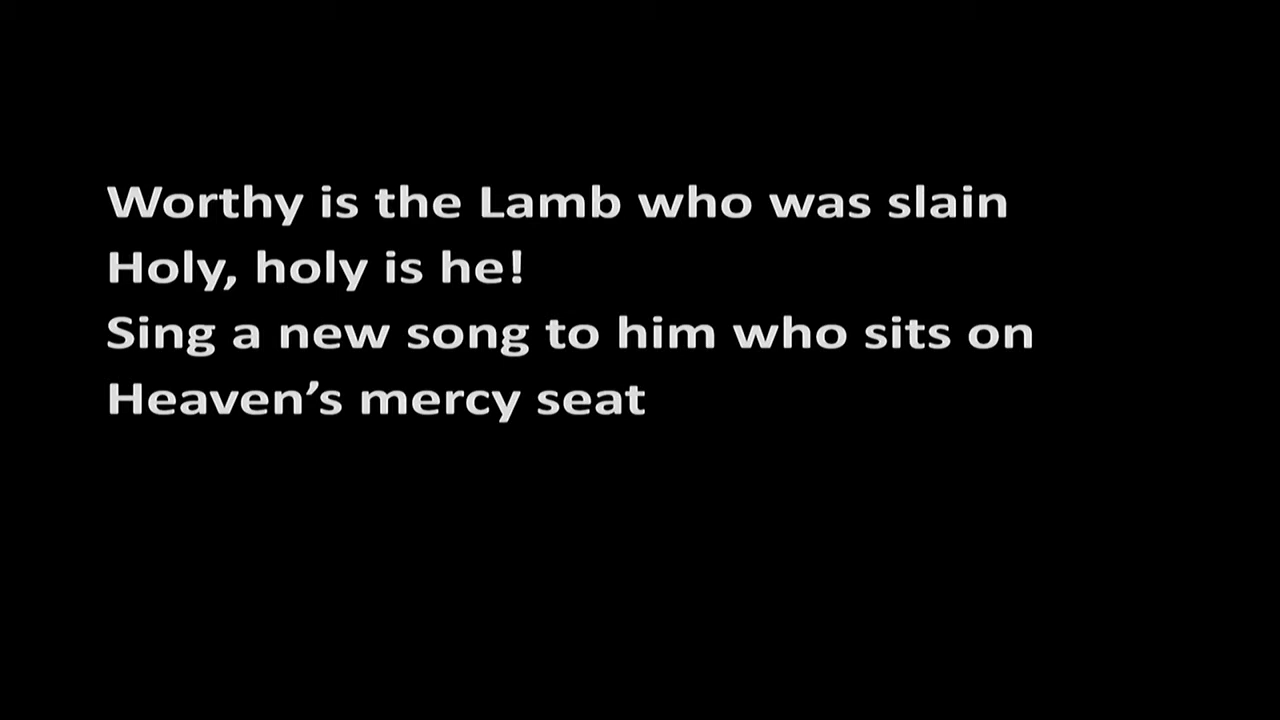 Worthy is the Lamb who was slain
Holy, holy is he!
Sing a new song to him who sits on
Heaven’s mercy seat